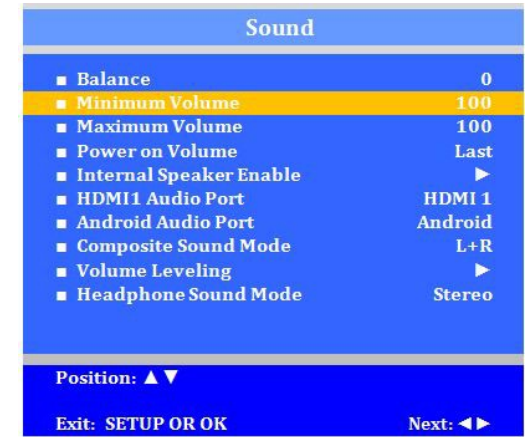 Sound
■ Balance 0
■ Minimum Volume 100
■ Maximum Volume 100
■ Power on Volume Last
■ Internal Speaker Enable ▶
■ HDMI1 Audio Port HDMI 1
■ Android Audio Port Android
■ Composite Sound Mode L+R
■ Volume Leveling ▶
■ Headphone Sound Mode Stereo
Position: ▲▼
Exit: SETUP OR OK Next: ◀▶